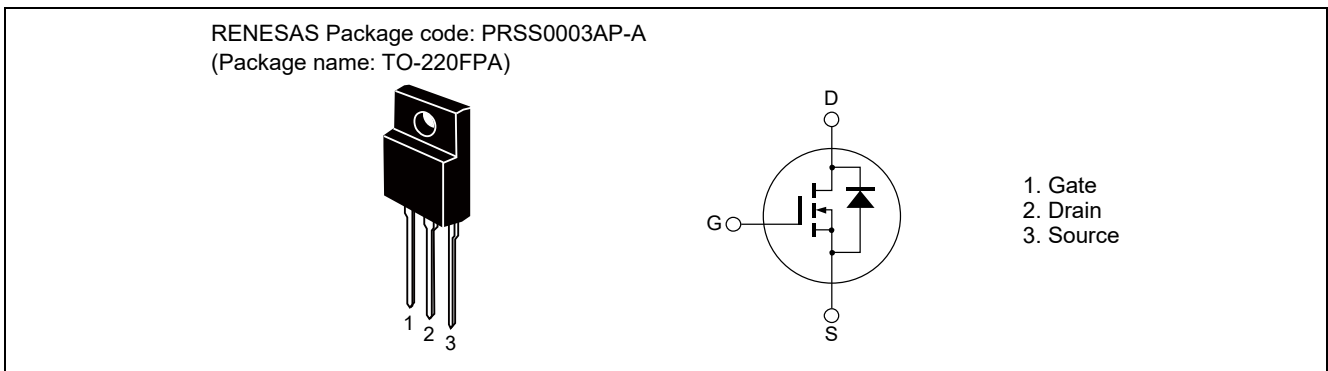 RENESAS Package code: PRSS0003AP-A
(Package name: TO-220FPA)
1
2
3
D
G
S
1. Gate
2. Drain
3. Source